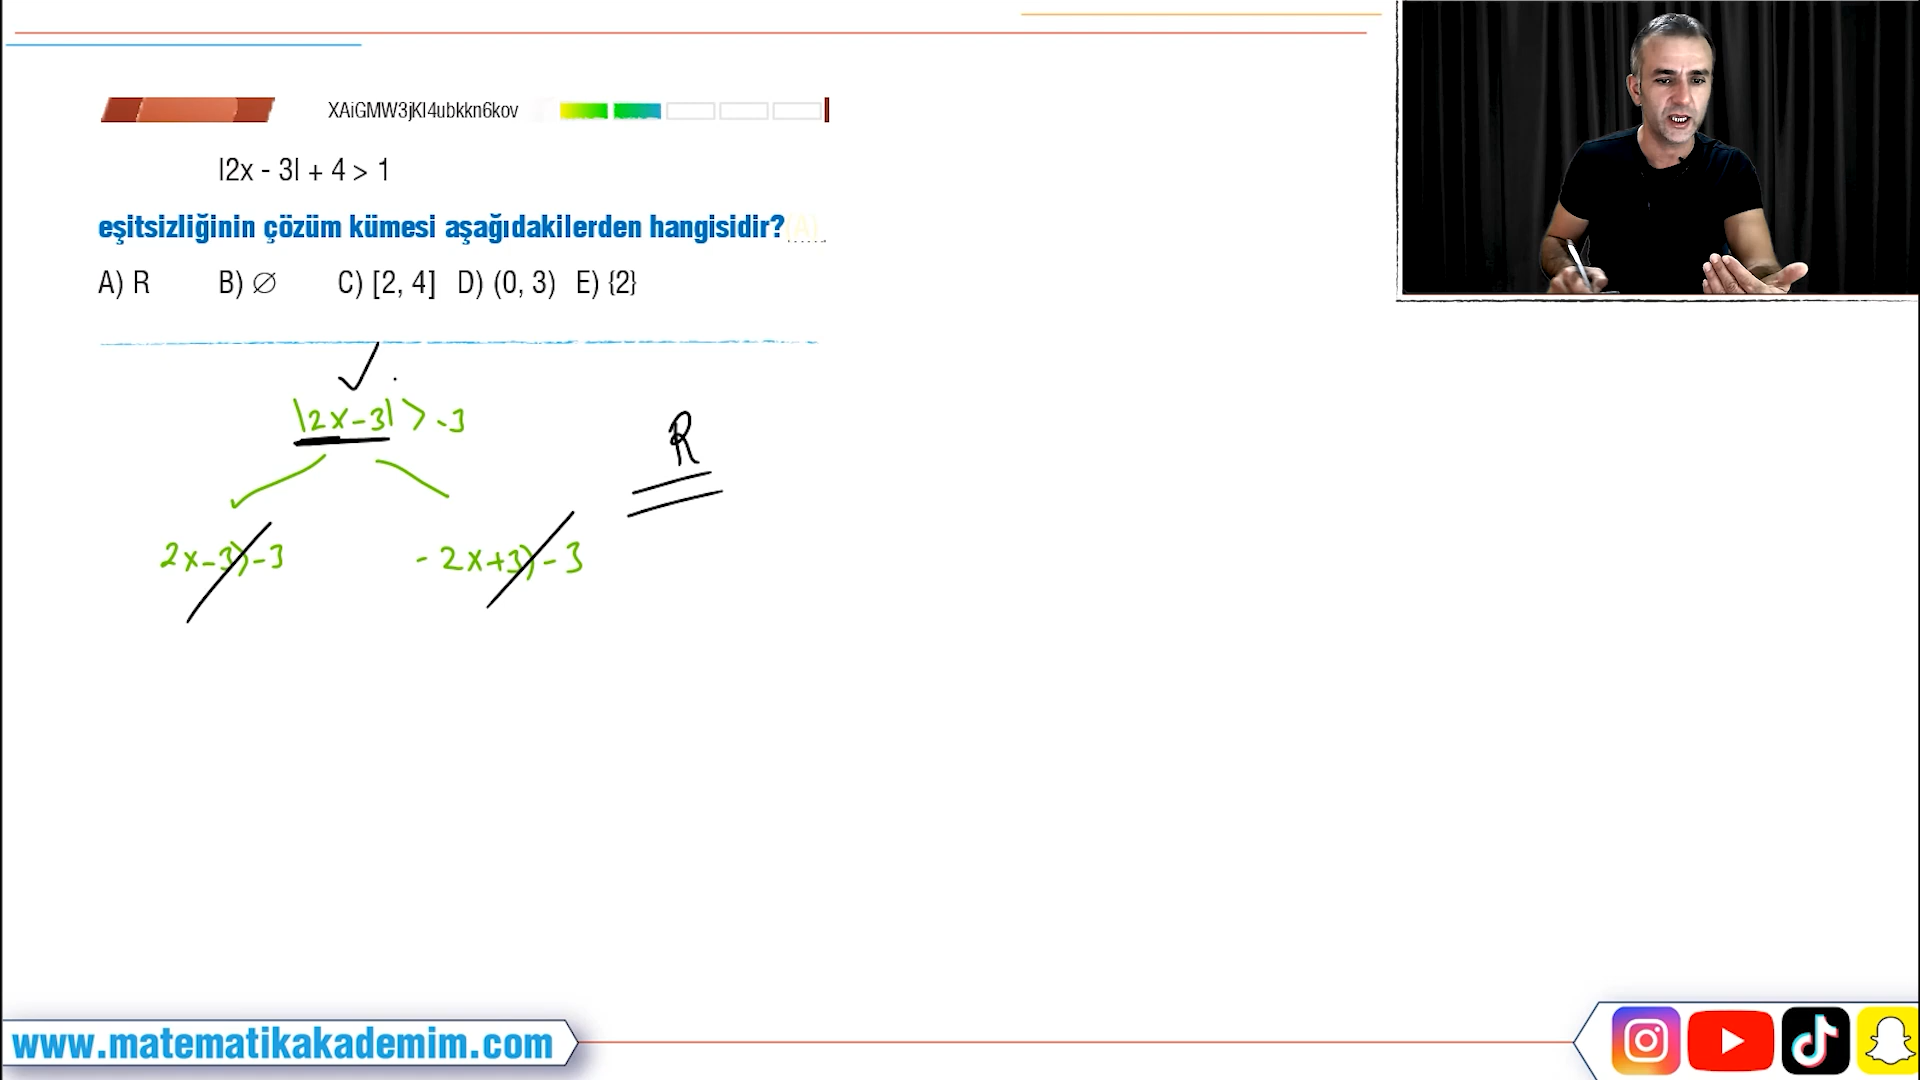 XAiGMW3jKI4ubkkn6kov
|2x - 3| + 4 > 1
eşitsizliğinin çözüm kümesi aşağıdakilerden hangisidir? (A)
A) R B) ∅ C) [2, 4] D) (0, 3) E) {2}
|2x-3| > -3
R
2x-3>-3
-2x+3>-3
www.matematikakademim.com